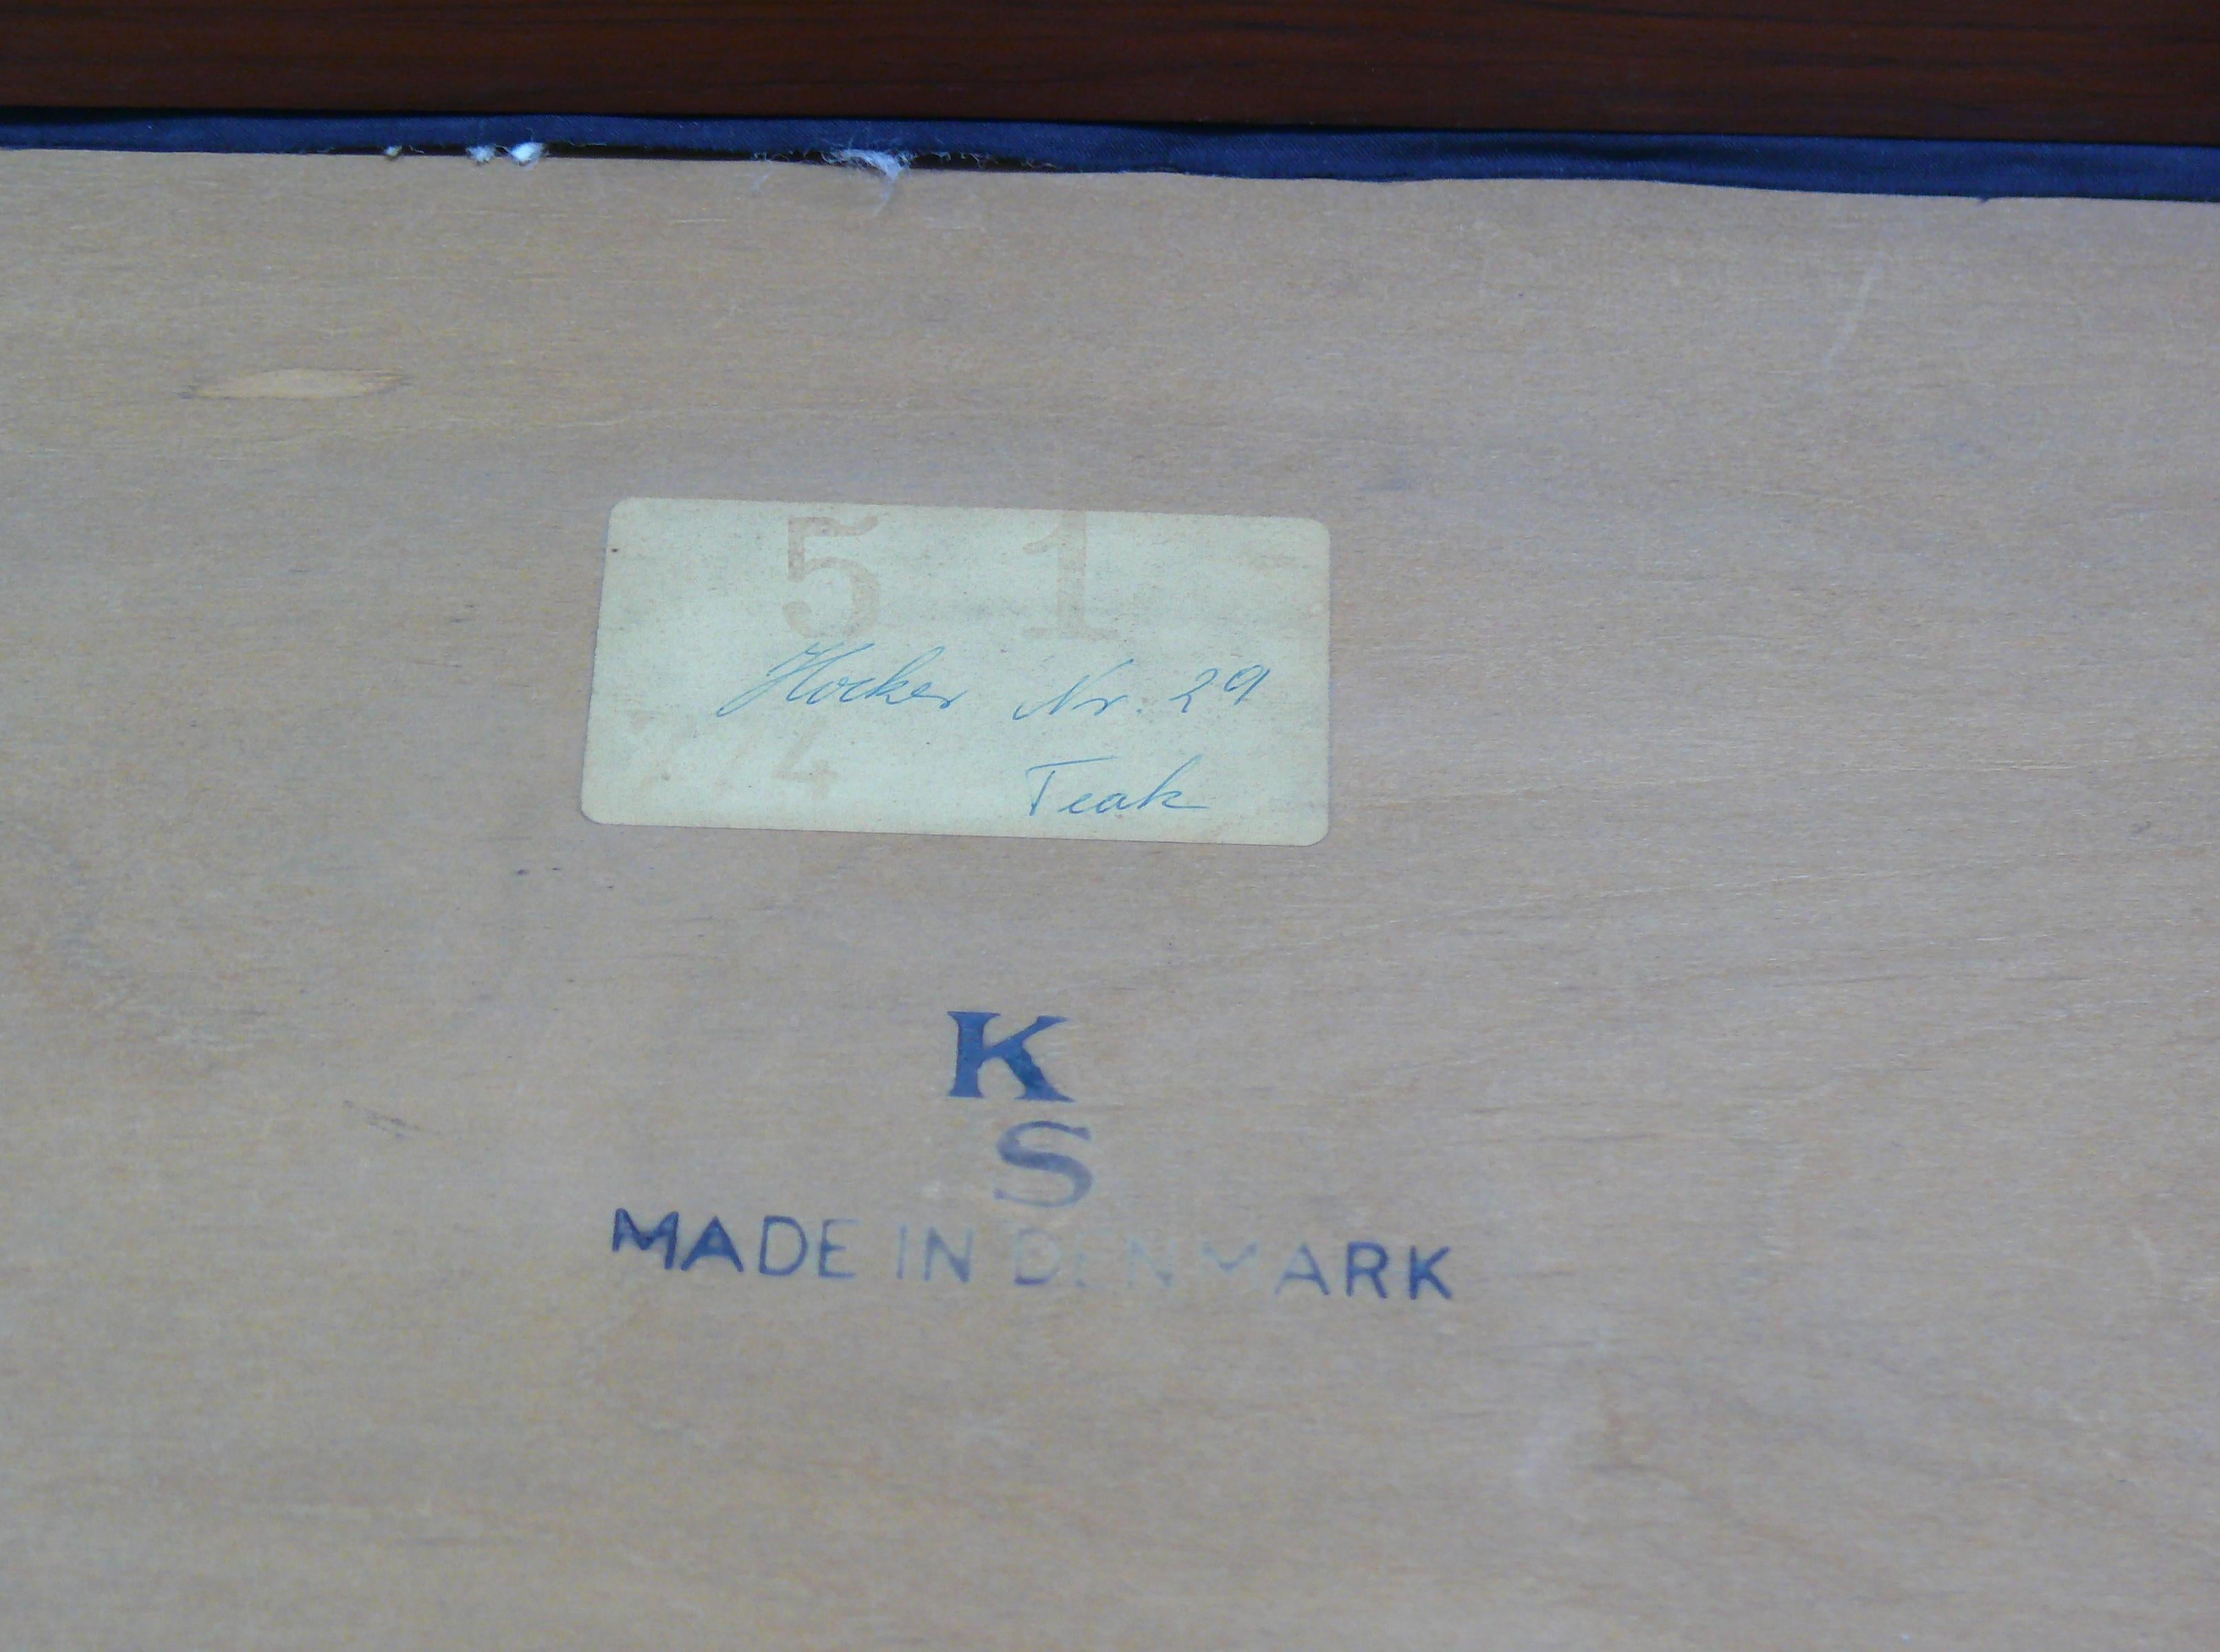 5 1
Hocker Nr. 29
4
Teak
K
S
MADE IN DENMARK